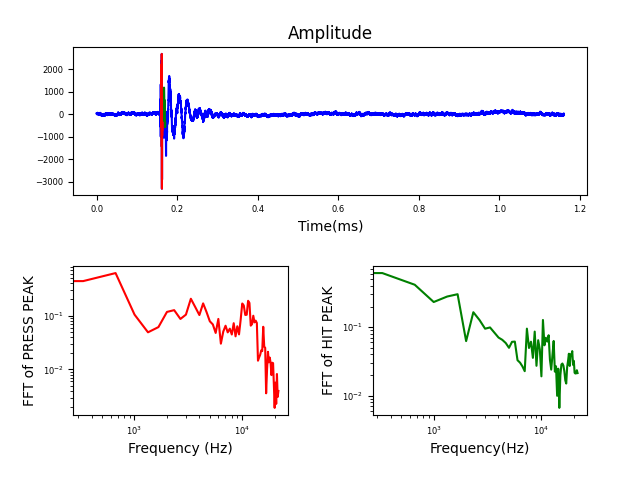 Amplitude
2000
1000
0
−1000
−2000
−3000
0.0 0.2 0.4 0.6 0.8 1.0 1.2
Time(ms)
FFT of PRESS PEAK
10⁻¹
10⁻²
10³ 10⁴
Frequency (Hz)
FFT of HIT PEAK
10⁻¹
10⁻²
10³ 10⁴
Frequency(Hz)